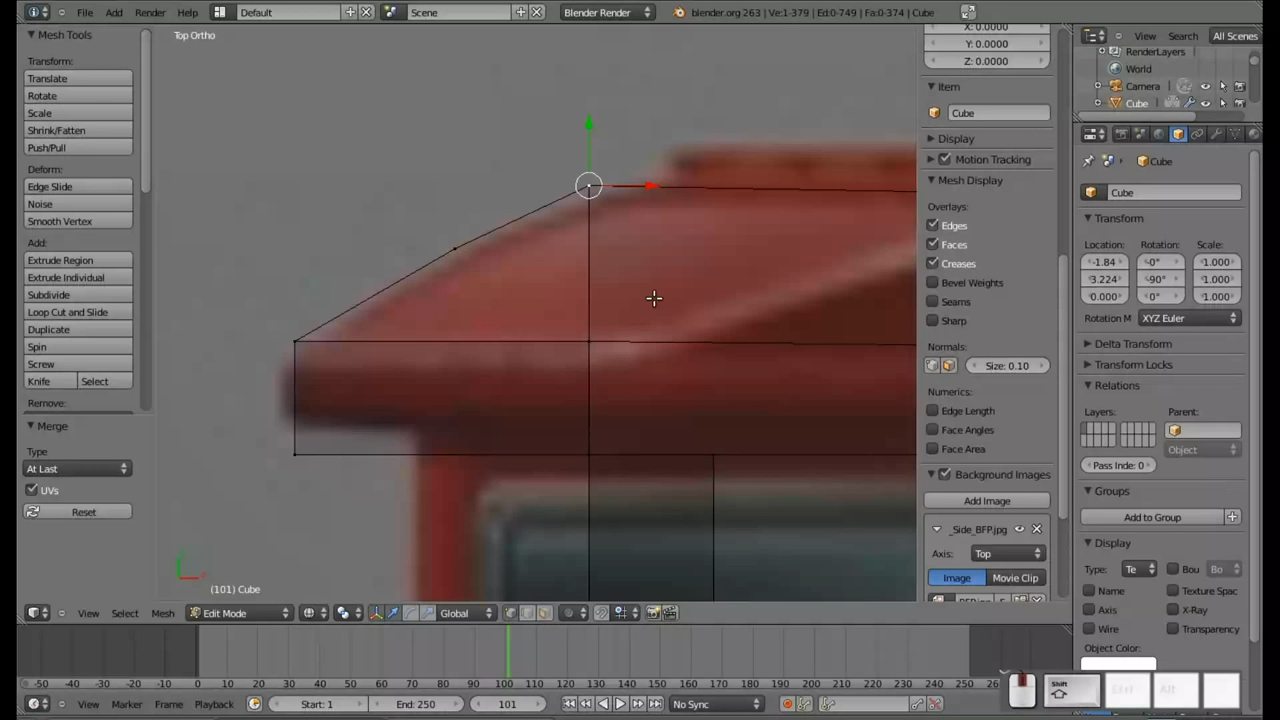 File Add Render Help Default Scene Blender Render blender.org 263 | Ve:1-379 | Ed:0-749 | Fa:0-374 | Cube
Mesh Tools
Transform:
Translate
Rotate
Scale
Shrink/Fatten
Push/Pull
Deform:
Edge Slide
Noise
Smooth Vertex
Add:
Extrude Region
Extrude Individual
Subdivide
Loop Cut and Slide
Duplicate
Spin
Screw
Knife Select
Remove:
Merge
Type
At Last
UVs
Reset
Top Ortho
(101) Cube
X: 0.0000
Y: 0.0000
Z: 0.0000
Item
Cube
Display
Motion Tracking
Mesh Display
Overlays:
Edges
Faces
Creases
Bevel Weights
Seams
Sharp
Normals:
Size: 0.10
Numerics:
Edge Length
Face Angles
Face Area
Background Images
Add Image
_Side_BFP.jpg
Axis: Top
Image Movie Clip
View Search All Scenes
RenderLayers
World
Camera
Cube
Cube
Cube
Transform
Location: Rotation: Scale:
-1.84 0° 1.000
3.224 -90° 1.000
0.000 0° 1.000
Rotation M XYZ Euler
Delta Transform
Transform Locks
Relations
Layers: Parent:
Object
Pass Inde: 0
Groups
Add to Group
Display
Type: Te Bou Bo
Name Texture Spac
Axis X-Ray
Wire Transparency
Object Color:
View Select Mesh Edit Mode Global
-50 -40 -30 -20 -10 0 10 20 30 40 50 60 70 80 90 100 110 120 130 140 150 160 170 180 190 200 210 220 230 240 250
View Marker Frame Playback Start: 1 End: 250 101 No Sync
Shift Ctrl Alt